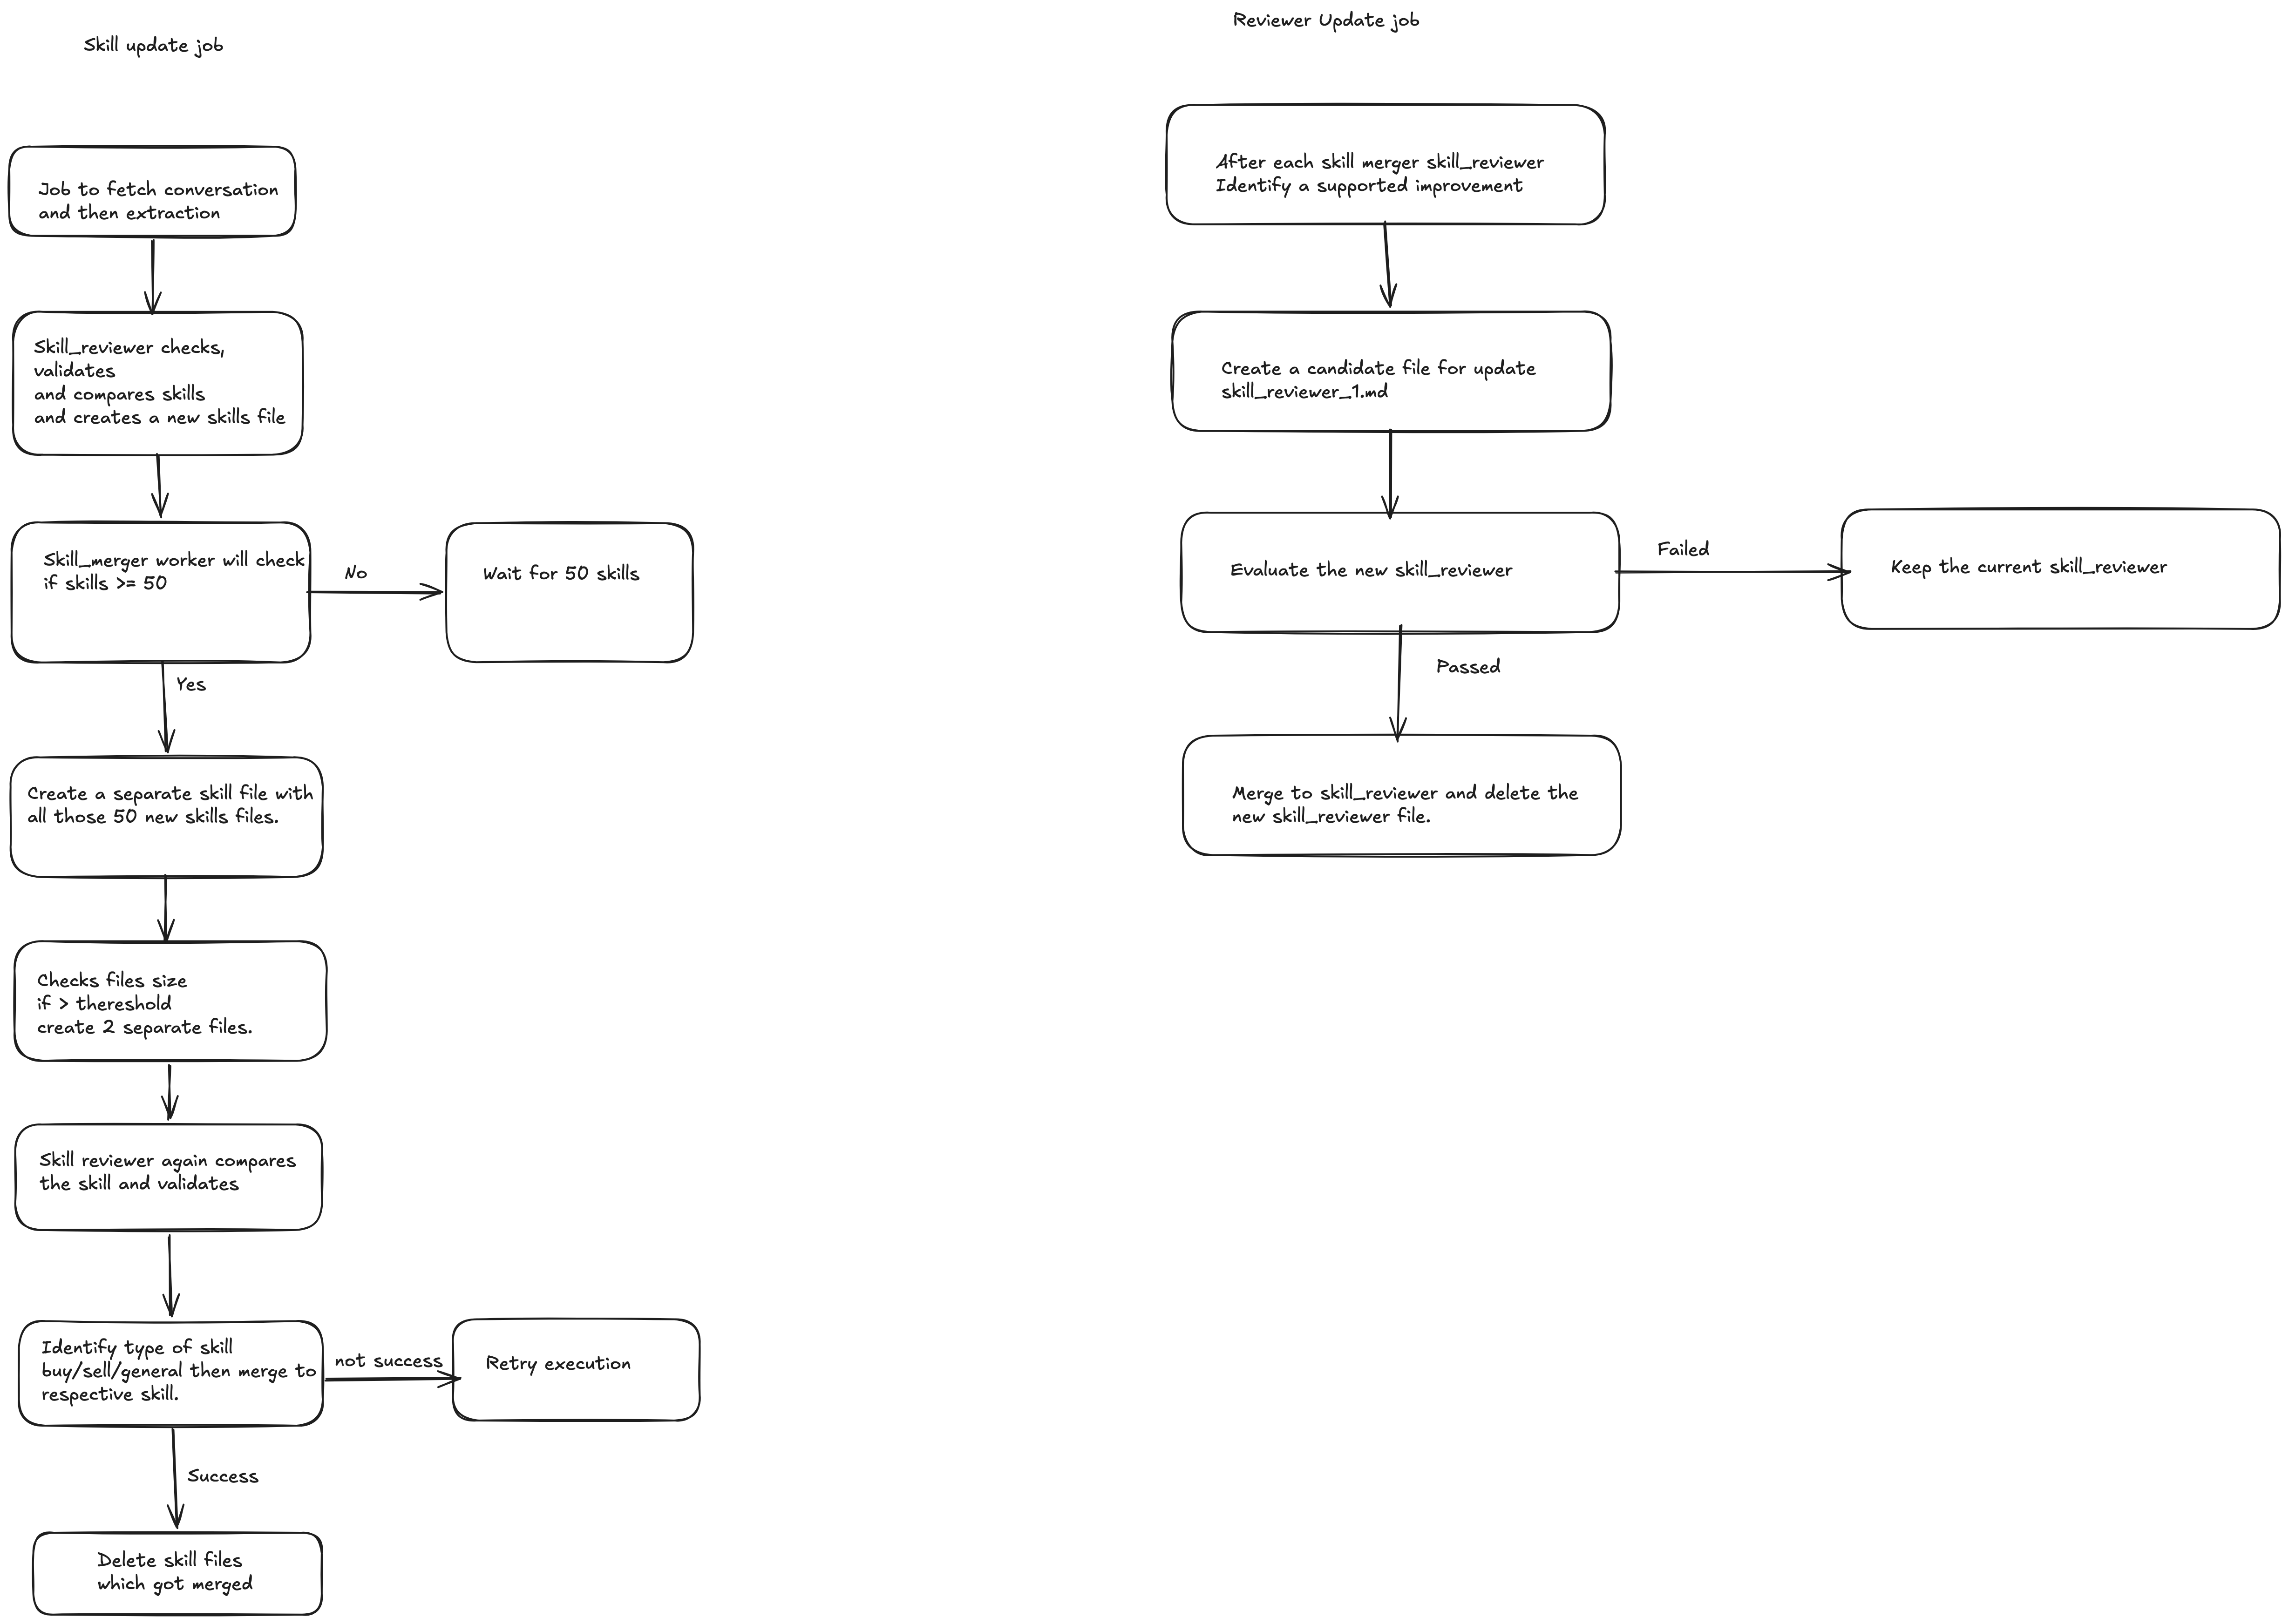 Skill update job
Job to fetch conversation
and then extraction
Skill_reviewer checks,
validates
and compares skills
and creates a new skills file
Skill_merger worker will check
if skills >= 50
No
Wait for 50 skills
Yes
Create a separate skill file with
all those 50 new skills files.
Checks files size
if > thereshold
create 2 separate files.
Skill reviewer again compares
the skill and validates
Identify type of skill
buy/sell/general then merge to
respective skill.
not success
Retry execution
Success
Delete skill files
which got merged
Reviewer Update job
After each skill merger skill_reviewer
Identify a supported improvement
Create a candidate file for update
skill_reviewer_1.md
Evaluate the new skill_reviewer
Failed
Keep the current skill_reviewer
Passed
Merge to skill_reviewer and delete the
new skill_reviewer file.